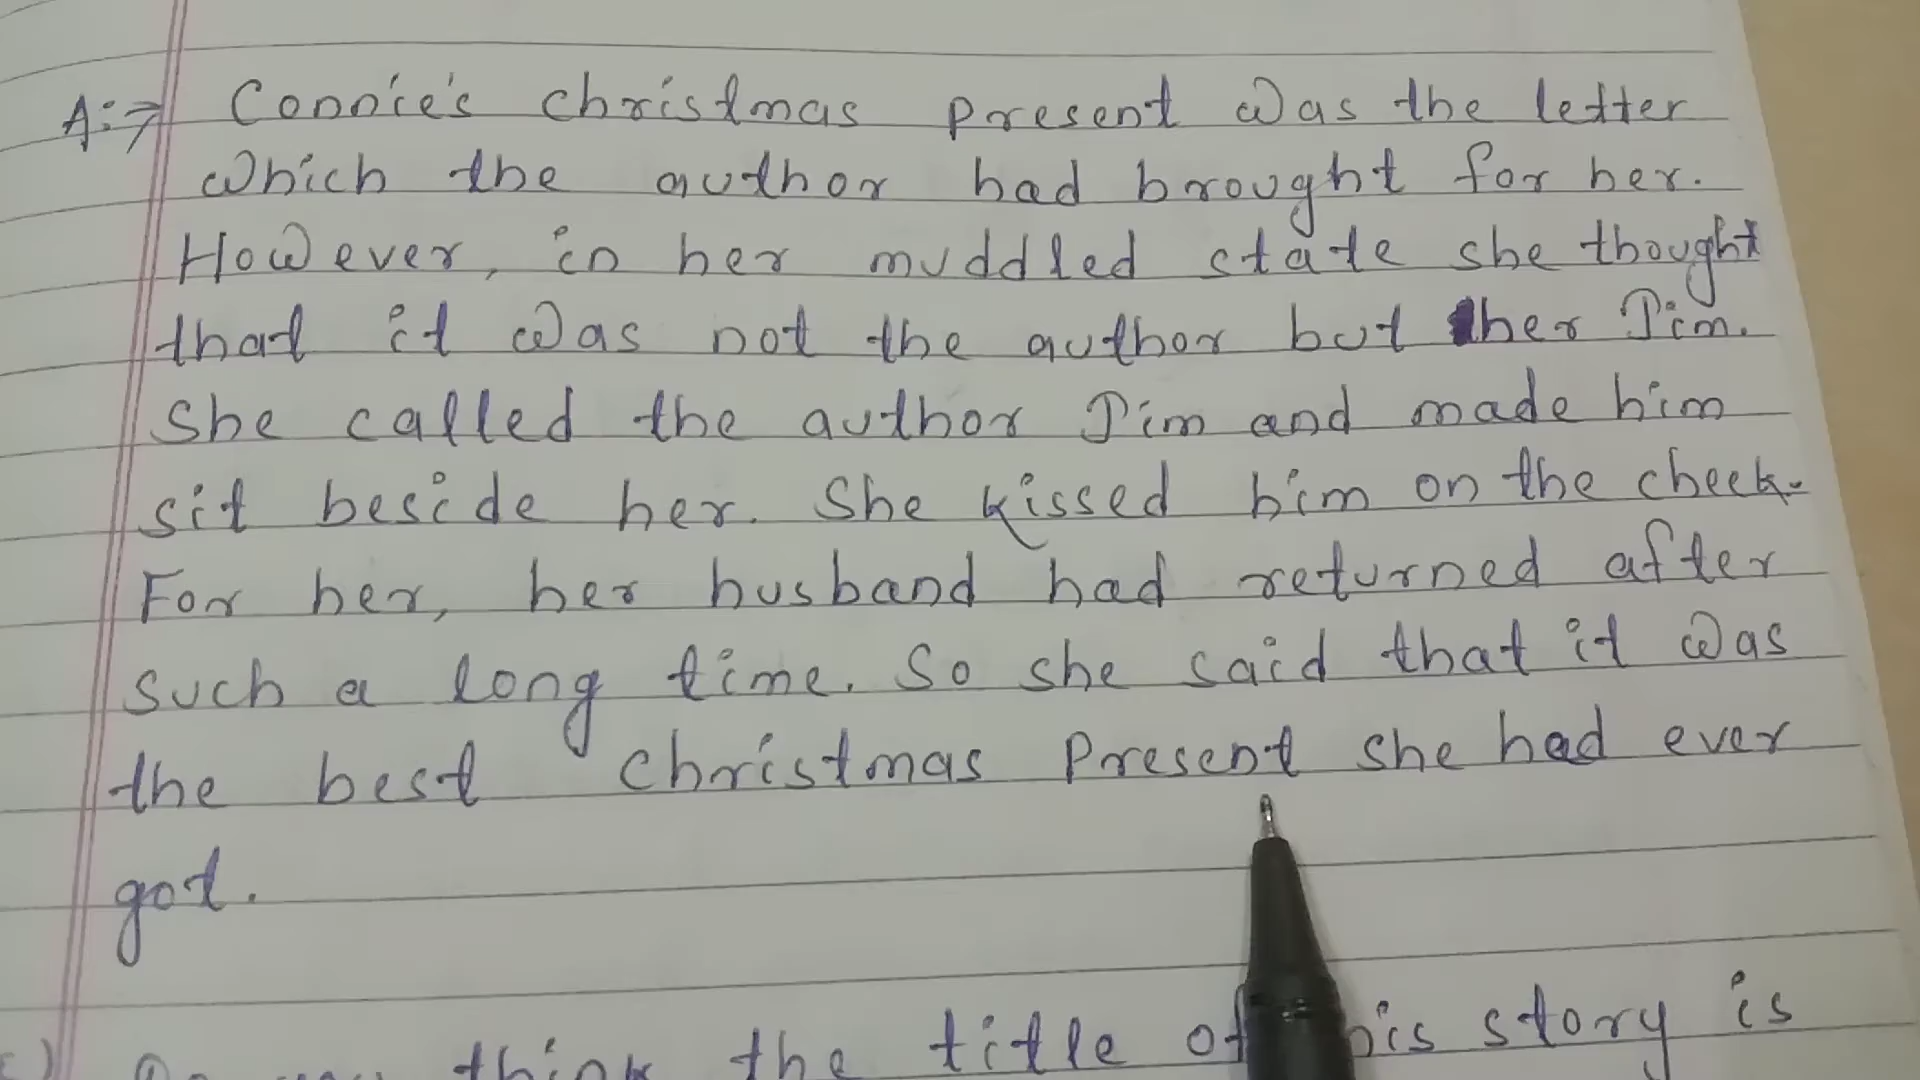 A:⇒ Connie's christmas present was the letter
which the author had brought for her.
However, in her muddled state she thought
that it was not the author but her Jim.
She called the author Jim and made him
sit beside her. She kissed him on the cheek.
For her, her husband had returned after
such a long time. So she said that it was
the best christmas Present she had ever
got.
think the title of this story is